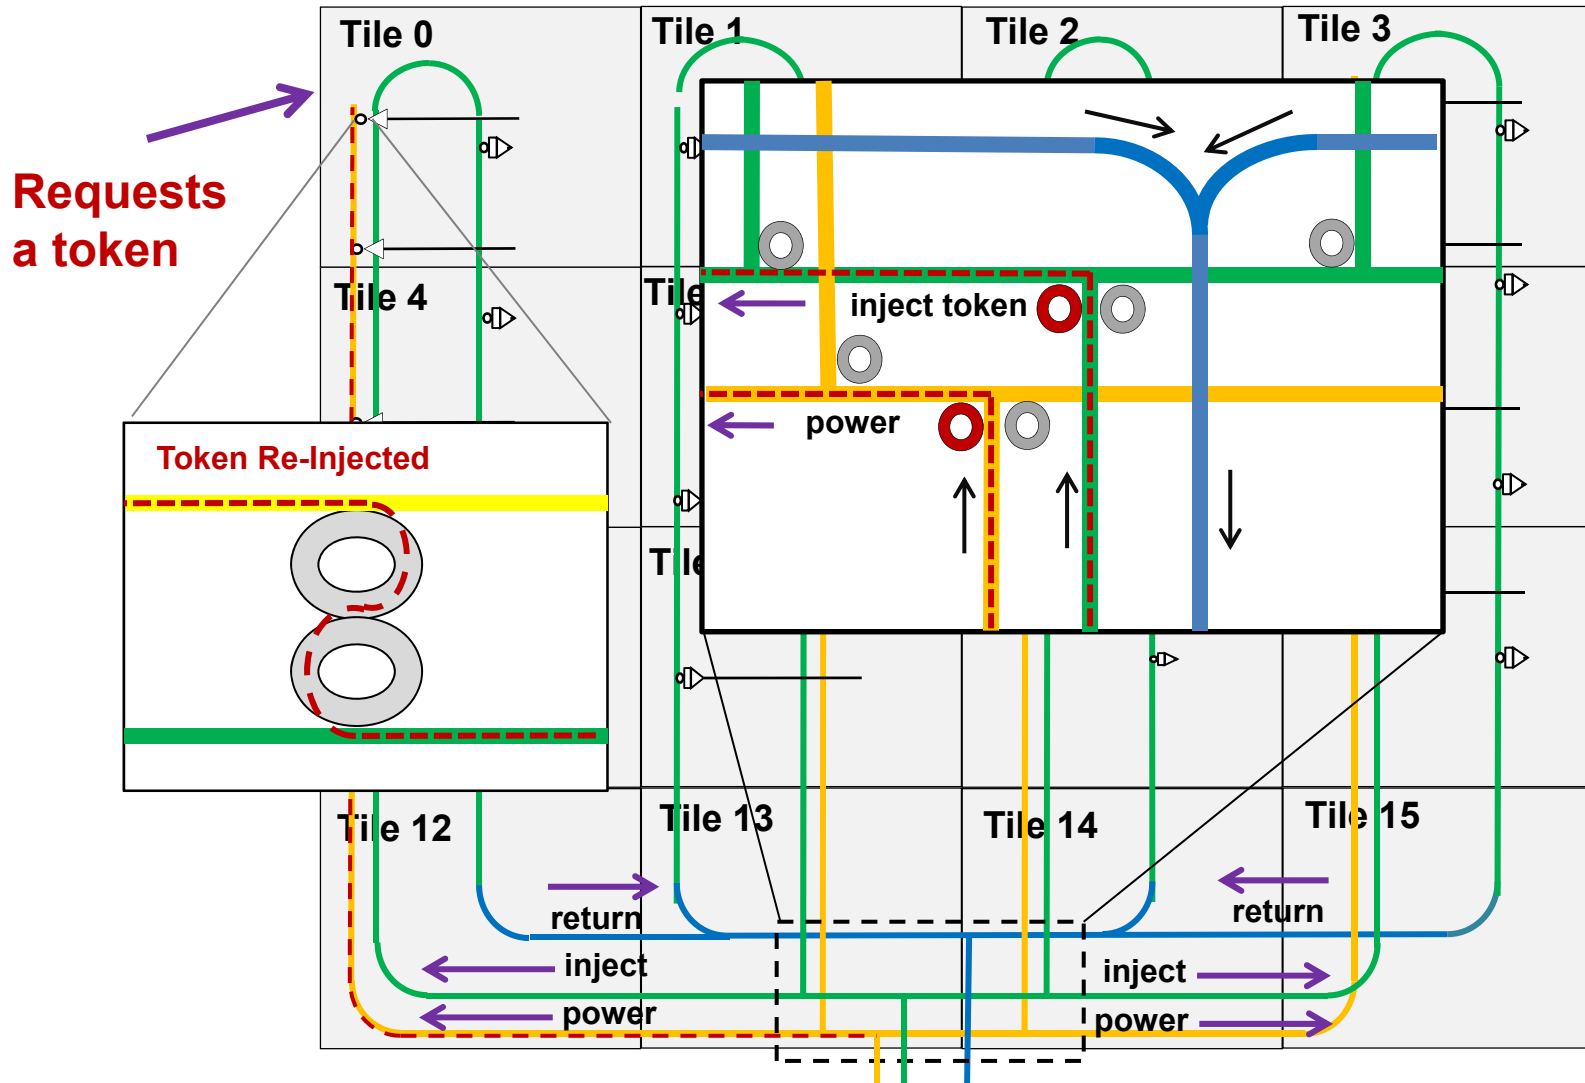 Tile 0
Tile 1
Tile 2
Tile 3
Requests
a token
Tile 4
inject token
power
Token Re-Injected
Tile 12
Tile 13
Tile 14
Tile 15
return
return
inject
inject
power
power